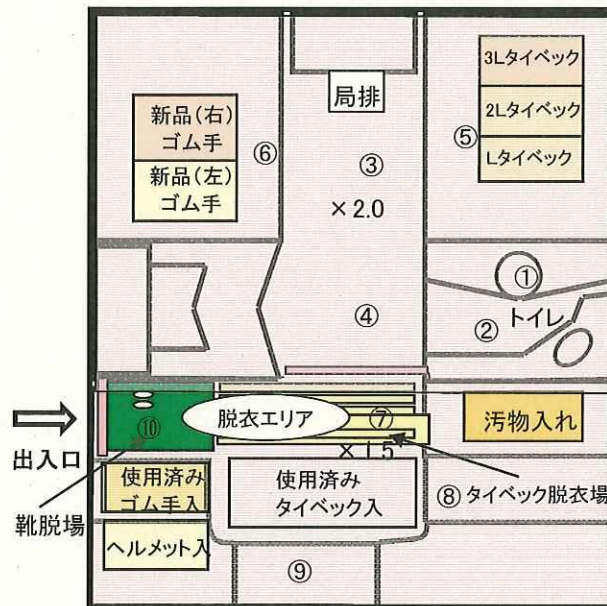 局排
3Lタイベック
2Lタイベック
Lタイベック
⑤
新品(右)
ゴム手
新品(左)
ゴム手
⑥
③
×2.0
④
①
② トイレ
⑩
脱衣エリア
⑦
×1.5
汚物入れ
出入口
靴脱場
使用済み
ゴム手入
使用済み
タイベック入
⑧ タイベック脱衣場
ヘルメット入
⑨